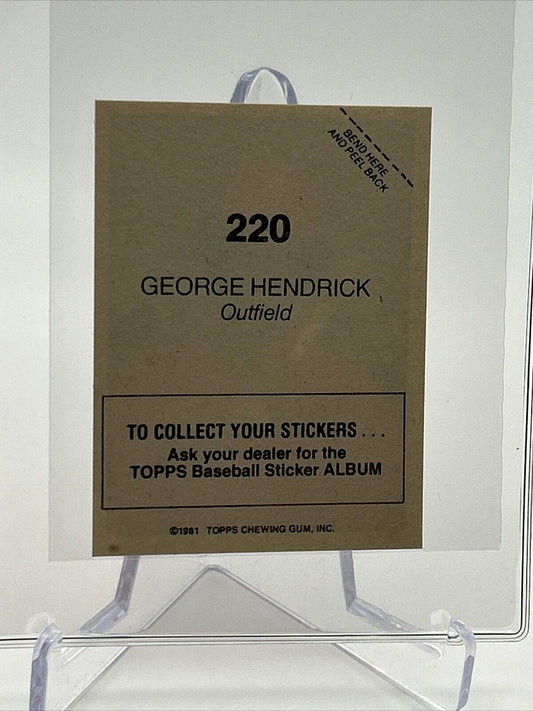 BEND HERE
AND PEEL BACK
220
GEORGE HENDRICK
Outfield
TO COLLECT YOUR STICKERS...
Ask your dealer for the
TOPPS Baseball Sticker ALBUM
©1981 TOPPS CHEWING GUM, INC.